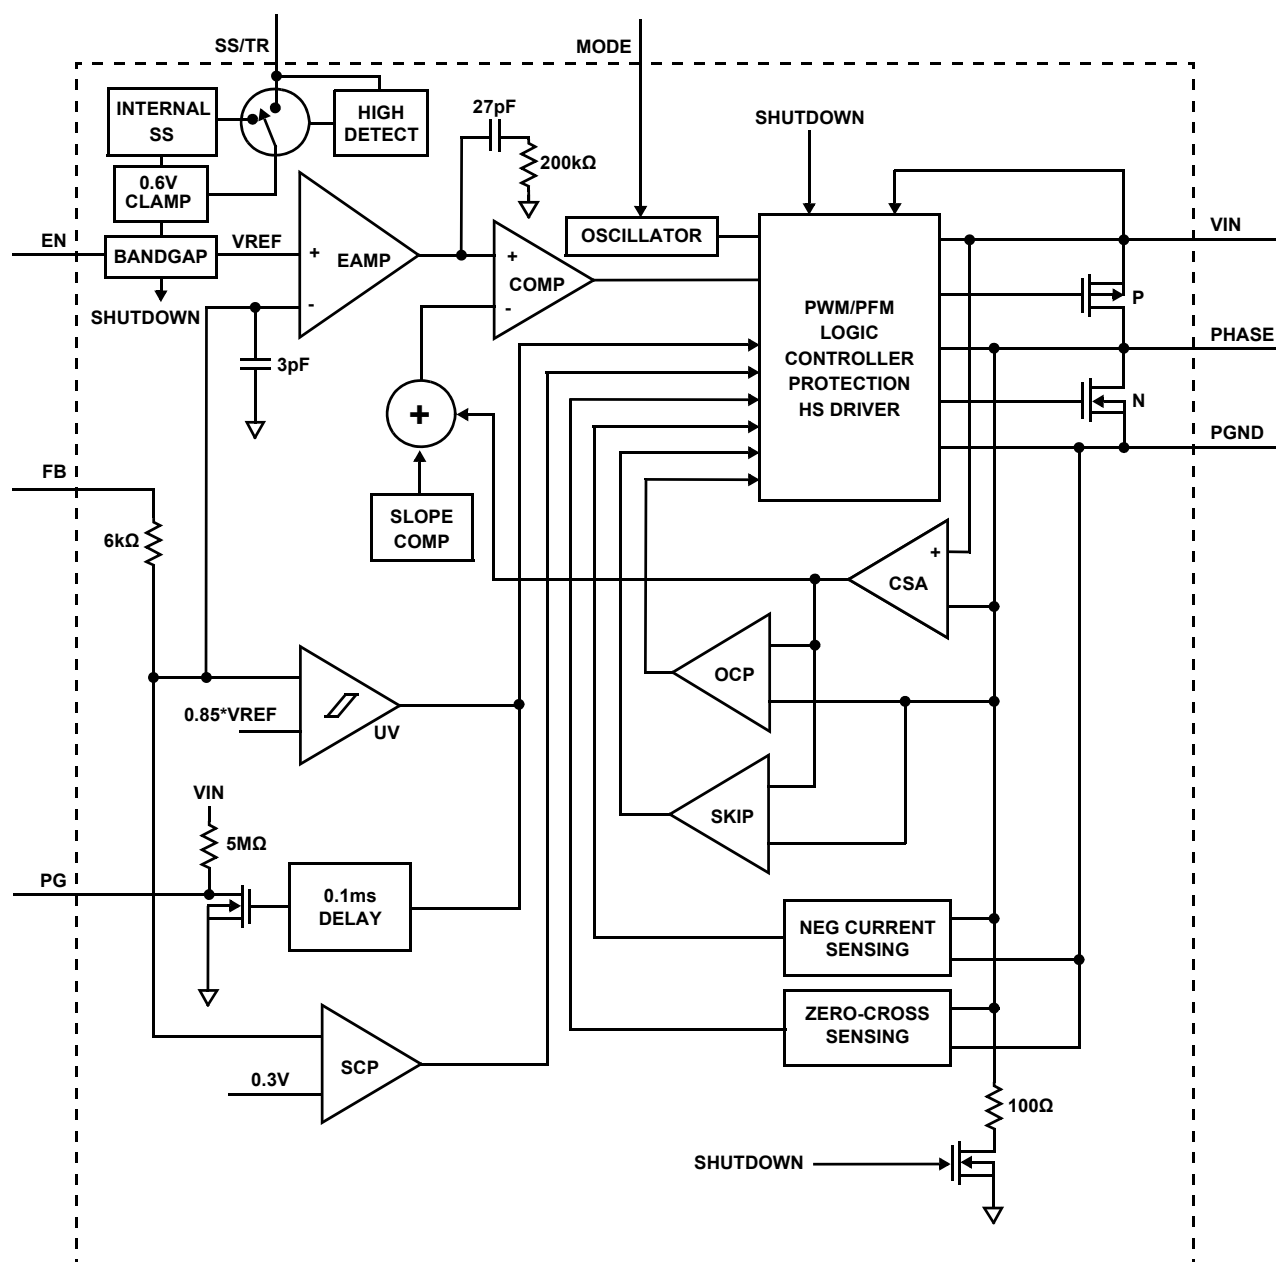 SS/TR
MODE
INTERNAL
SS
HIGH
DETECT
27pF
200kΩ
SHUTDOWN
0.6V
CLAMP
EN
BANDGAP
VREF
+
-
EAMP
SHUTDOWN
3pF
+
-
COMP
OSCILLATOR
PWM/PFM
LOGIC
CONTROLLER
PROTECTION
HS DRIVER
VIN
P
PHASE
N
PGND
+
SLOPE
COMP
FB
6kΩ
+
CSA
OCP
0.85*VREF
UV
SKIP
VIN
5MΩ
PG
0.1ms
DELAY
NEG CURRENT
SENSING
ZERO-CROSS
SENSING
SCP
0.3V
100Ω
SHUTDOWN